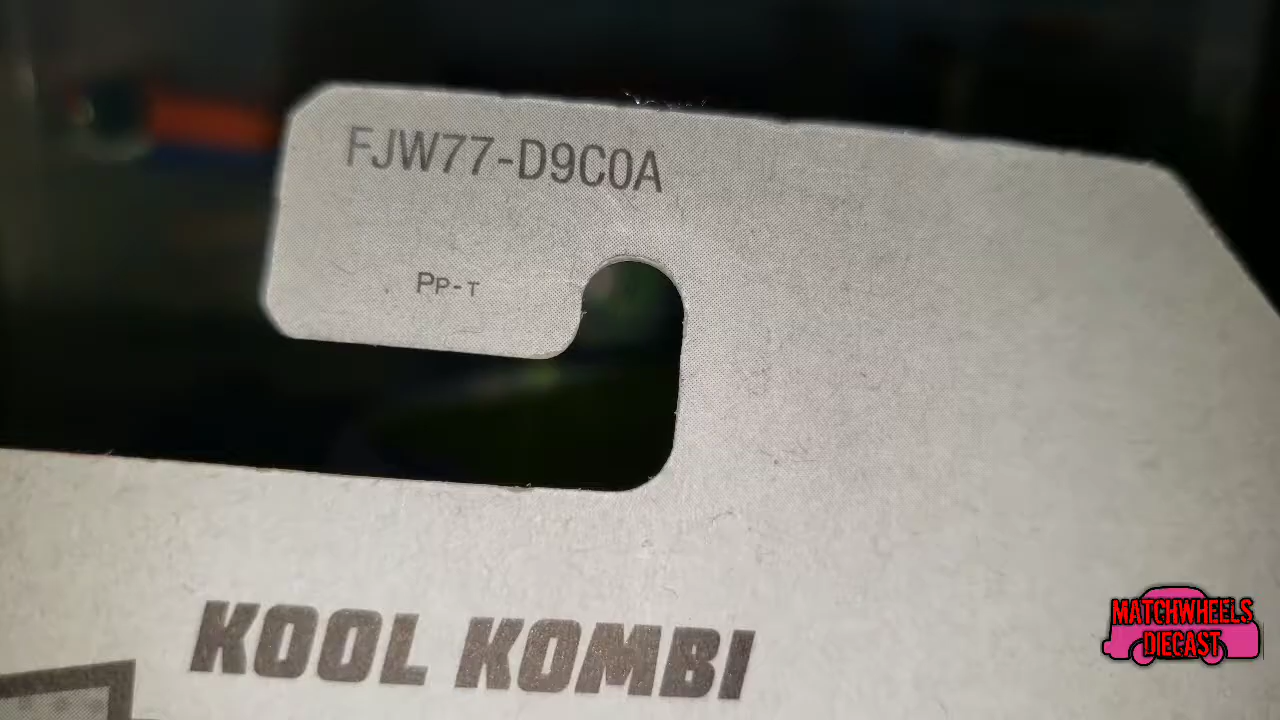 FJW77-D9C0A
PP-T
KOOL KOMBI
MATCHWHEELS
DIECAST